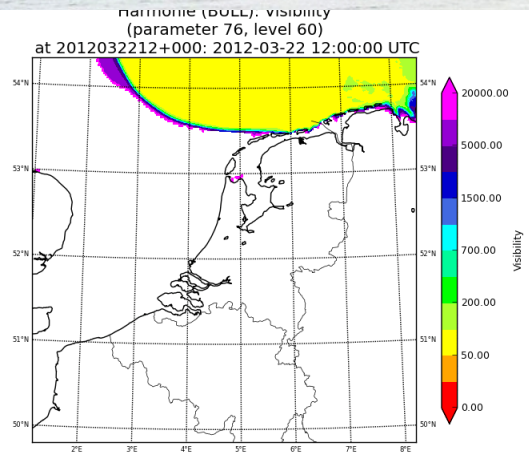 Harmonie (BULL): Visibility
(parameter 76, level 60)
at 2012032212+000: 2012-03-22 12:00:00 UTC
54°N 54°N 20000.00
5000.00
53°N 53°N
1500.00
52°N 52°N 700.00
Visibility
200.00
51°N 51°N
50.00
50°N 50°N 0.00
2°E 3°E 4°E 5°E 6°E 7°E 8°E